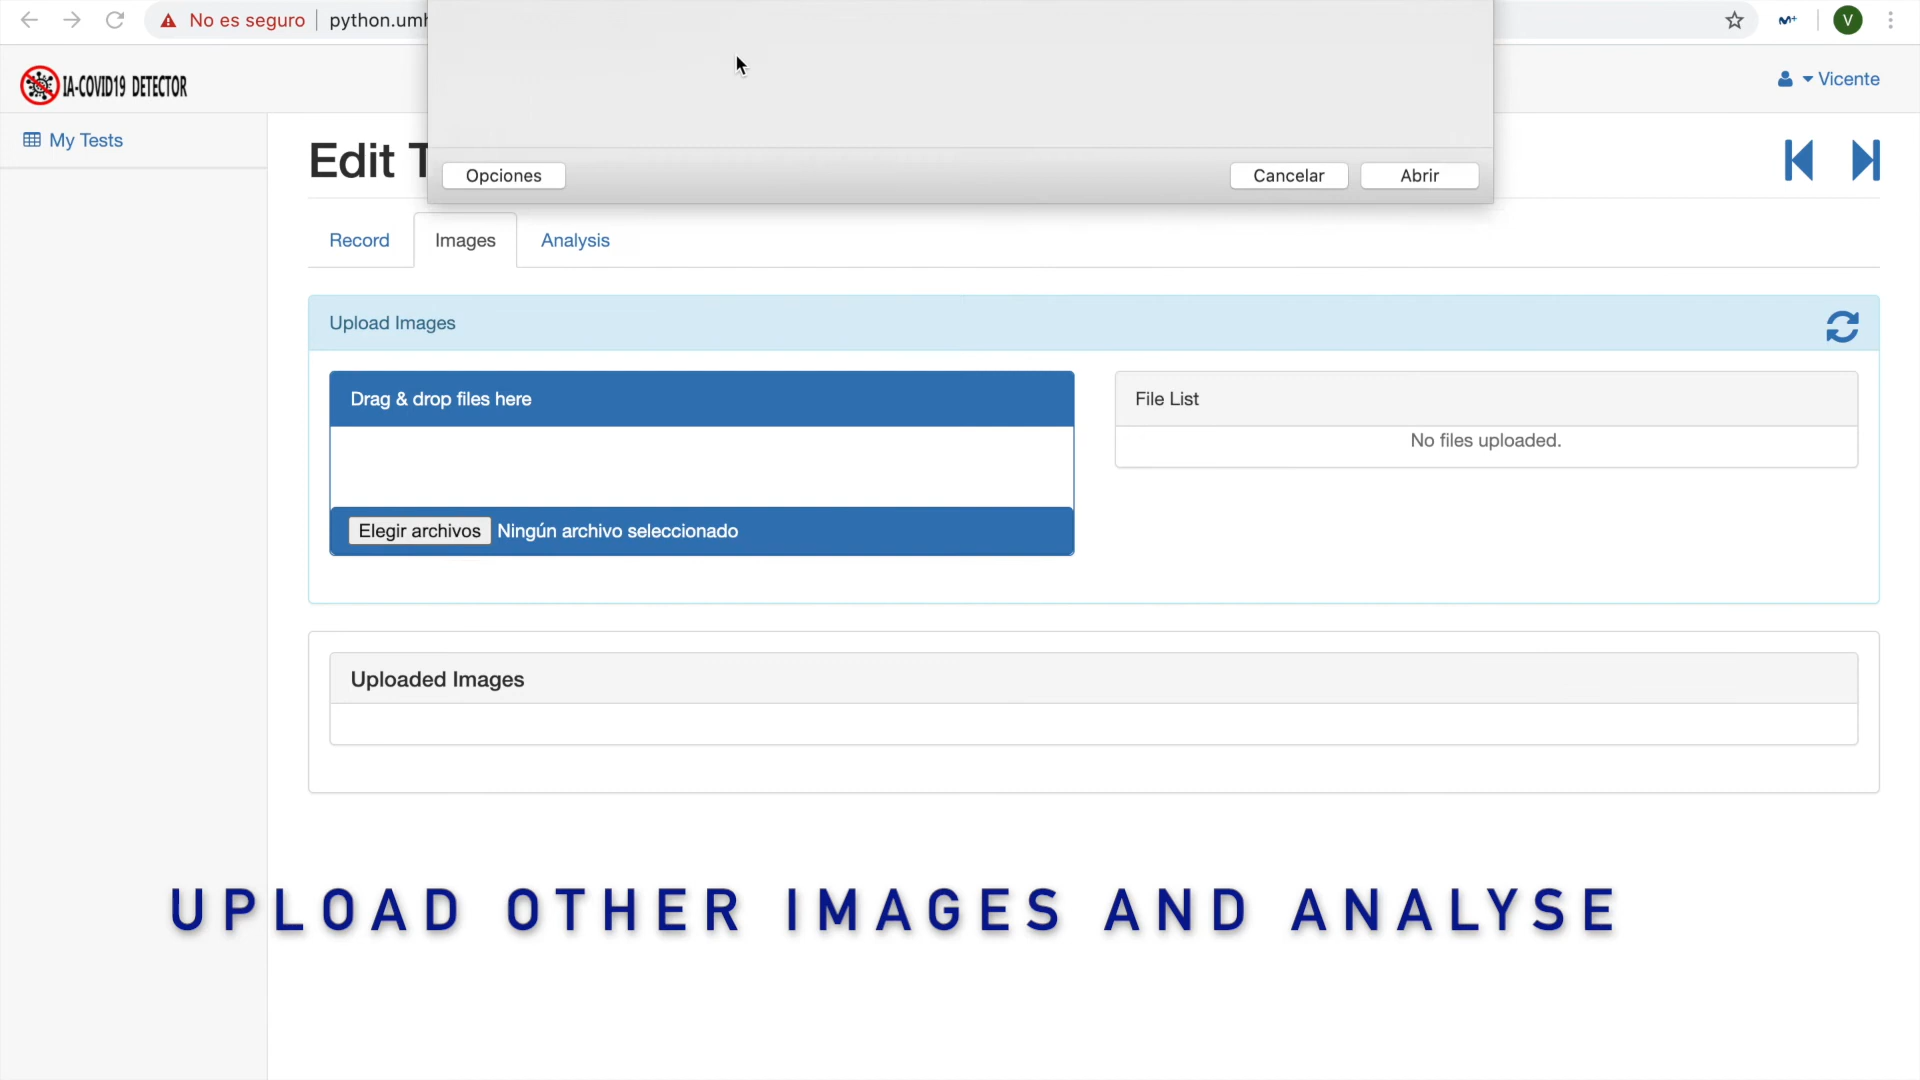 No es seguro | python.umh
V
IA-COVID19 DETECTOR
Vicente
My Tests
Edit T
Opciones
Cancelar
Abrir
Record
Images
Analysis
Upload Images
Drag & drop files here
File List
No files uploaded.
Elegir archivos Ningún archivo seleccionado
Uploaded Images
UPLOAD OTHER IMAGES AND ANALYSE